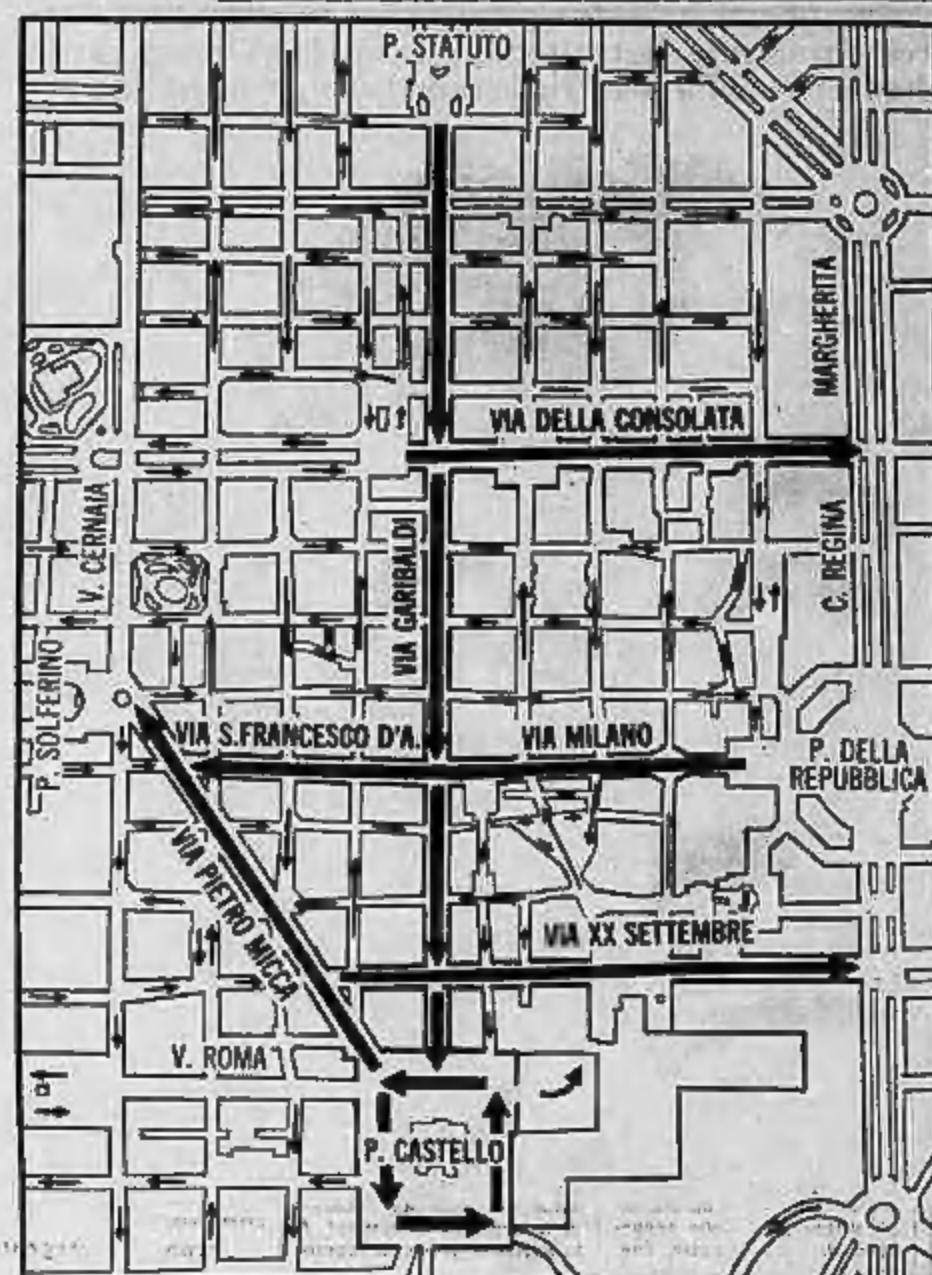 P. STATUTO
MARGHERITA
VIA DELLA CONSOLATA
V. CERNAIA
VIA GARIBALDI
C. REGINA
P. SOLFERINO
VIA S. FRANCESCO D'A.
VIA MILANO
P. DELLA
REPUBBLICA
VIA PIETRO MICCA
VIA XX SETTEMBRE
V. ROMA
P. CASTELLO